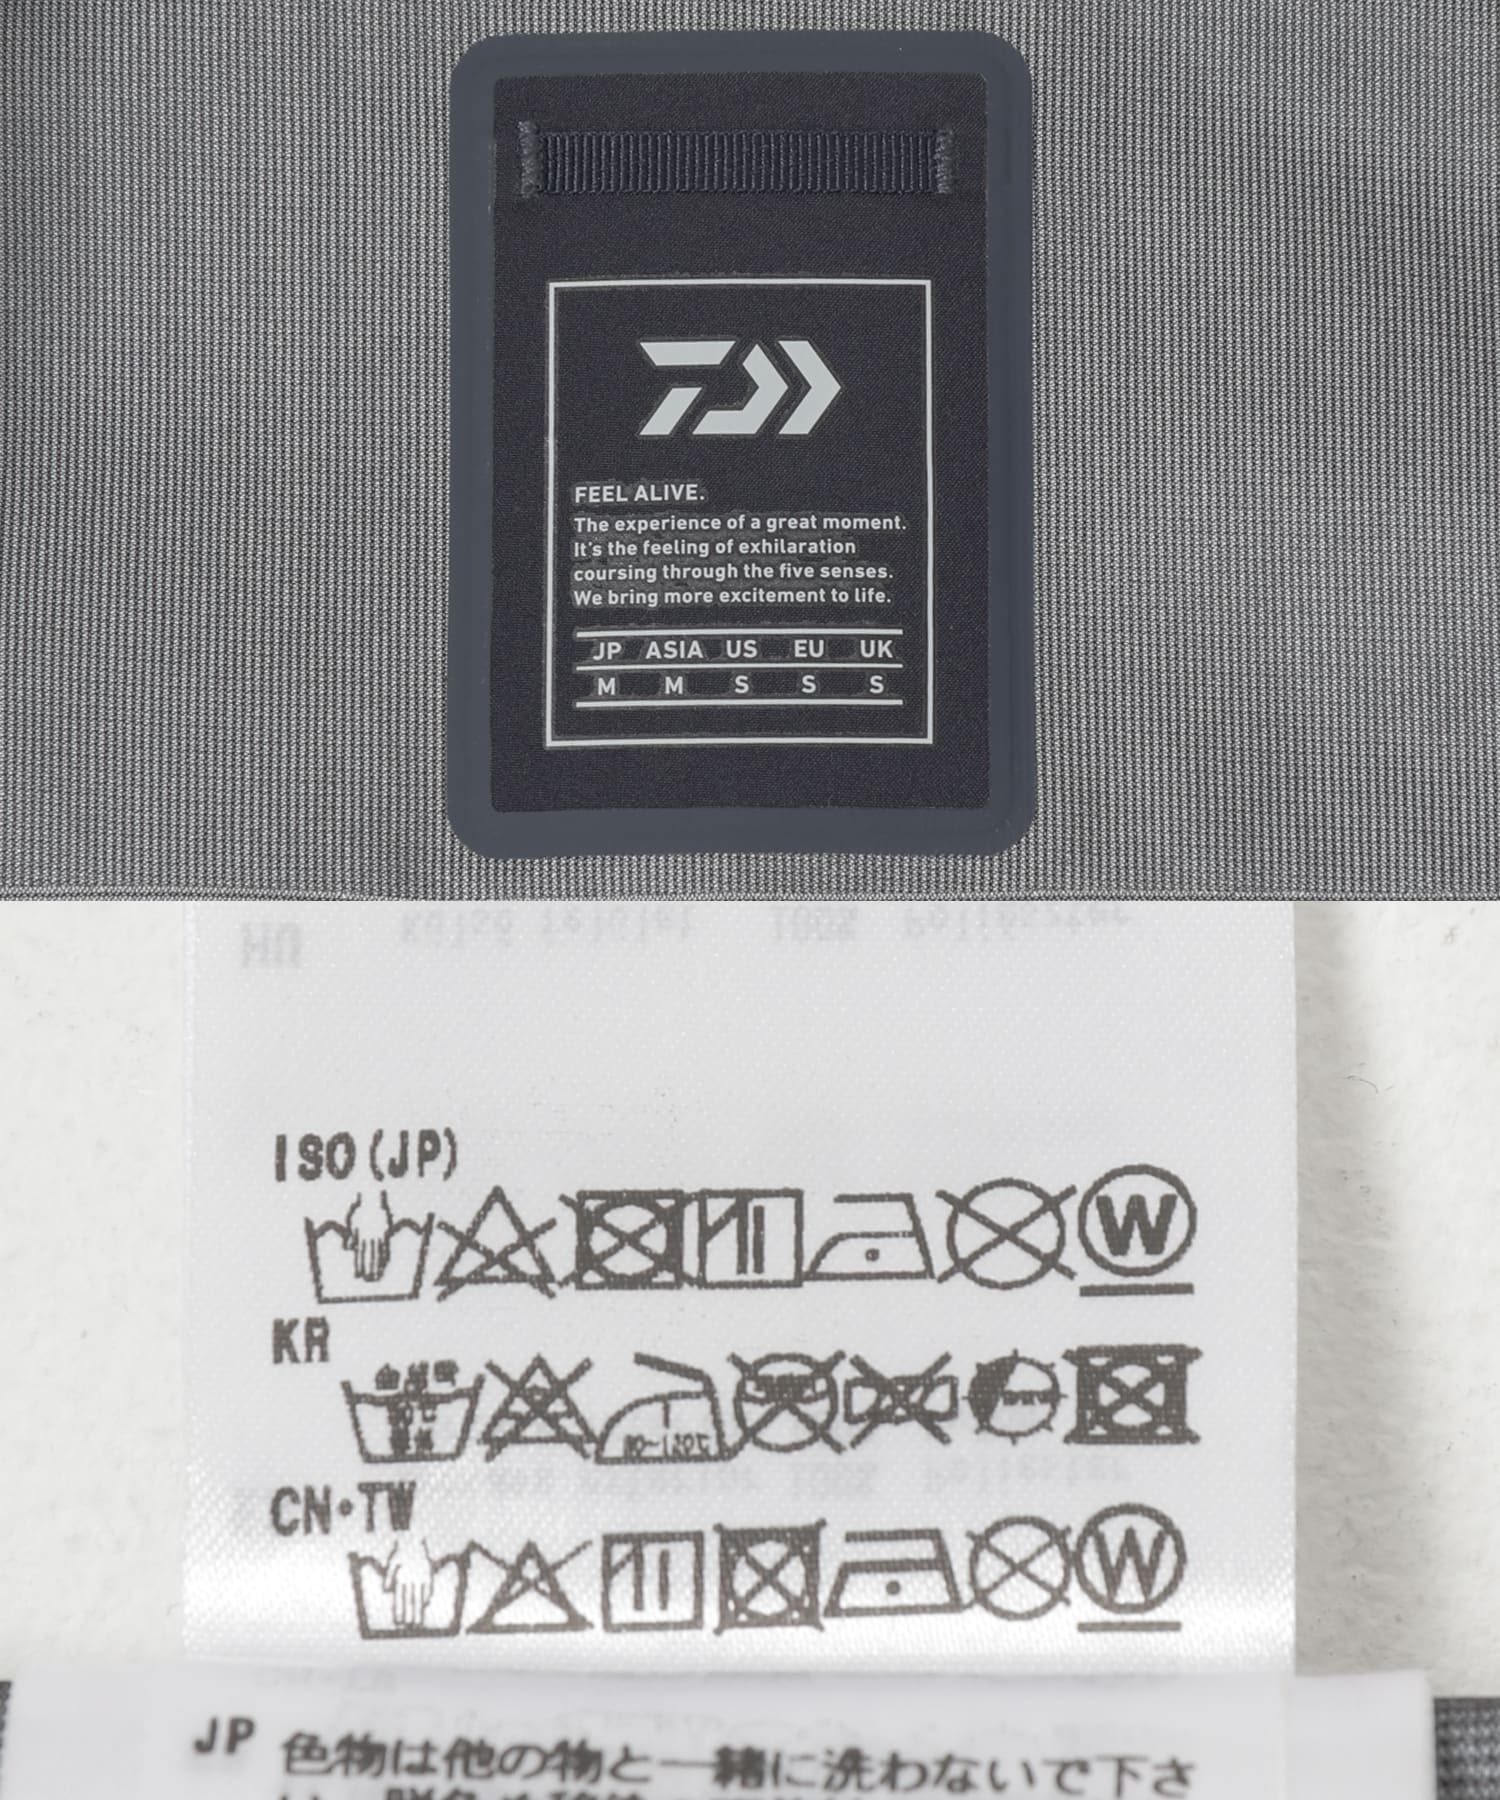 FEEL ALIVE.
The experience of a great moment.
It's the feeling of exhilaration
coursing through the five senses.
We bring more excitement to life.
JP ASIA US EU UK
M M S S S
ISO(JP)
W
KR
CN・TW
W
JP 色物は他の物と一緒に洗わないで下さ